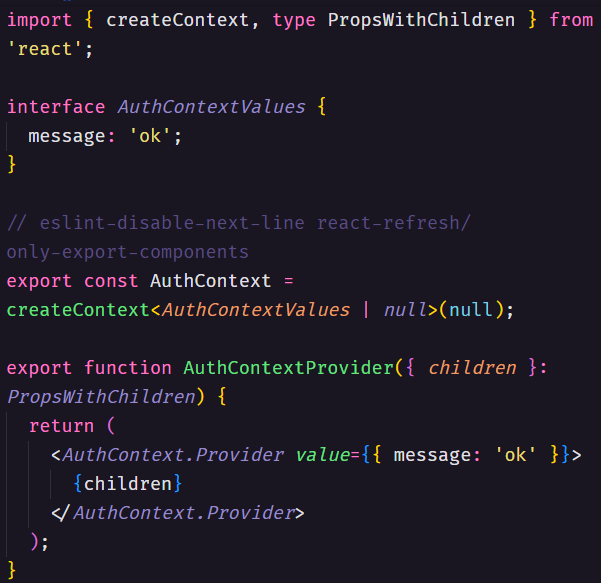 import { createContext, type PropsWithChildren } from
'react';
interface AuthContextValues {
message: 'ok';
}
// eslint-disable-next-line react-refresh/
only-export-components
export const AuthContext =
createContext<AuthContextValues | null>(null);
export function AuthContextProvider({ children }:
PropsWithChildren) {
return (
<AuthContext.Provider value={{ message: 'ok' }}>
{children}
</AuthContext.Provider>
);
}